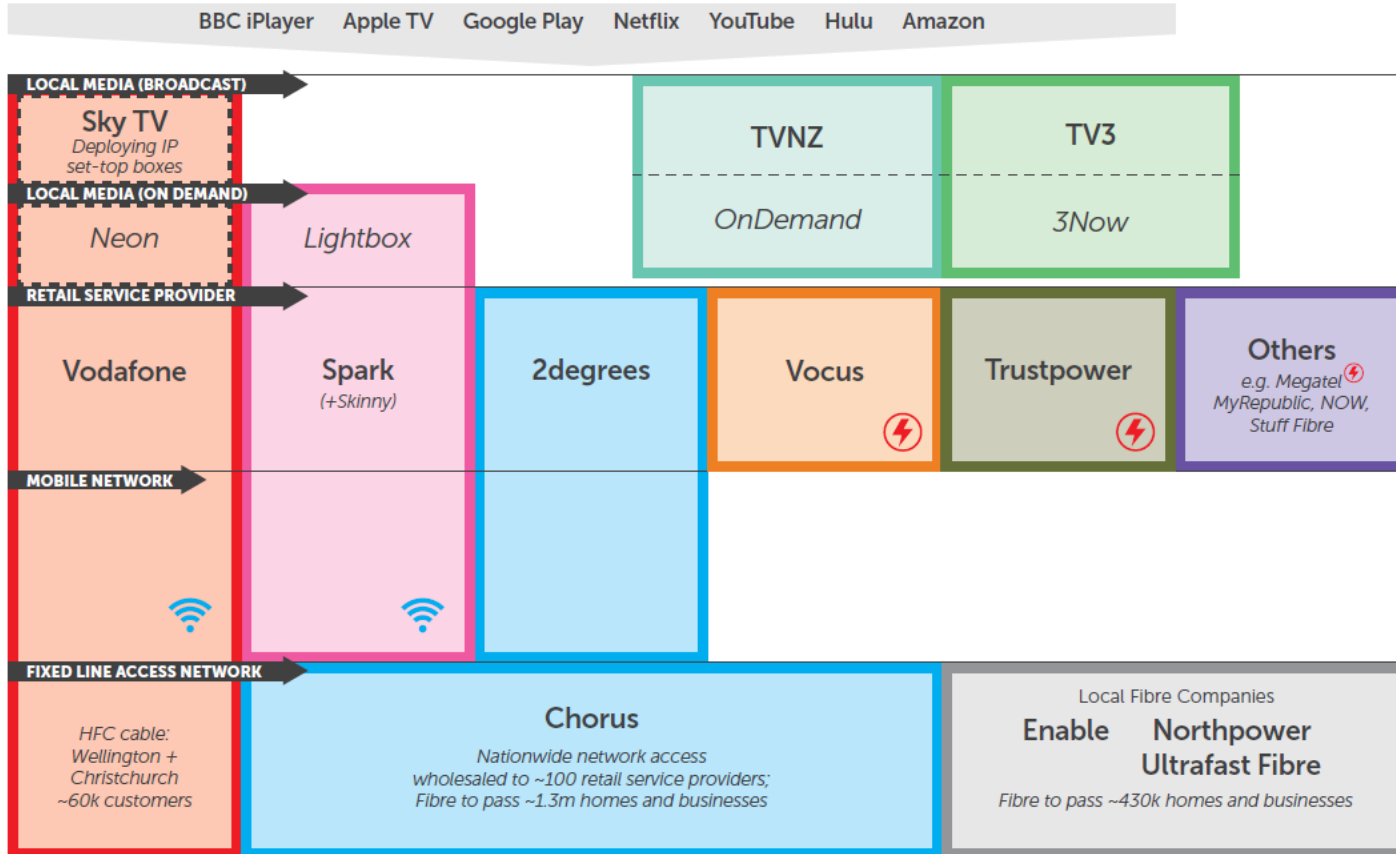 BBC iPlayer Apple TV Google Play Netflix YouTube Hulu Amazon
LOCAL MEDIA (BROADCAST)
Sky TV
Deploying IP
set-top boxes
TVNZ
TV3
LOCAL MEDIA (ON DEMAND)
Neon
Lightbox
OnDemand
3Now
RETAIL SERVICE PROVIDER
Vodafone
Spark
(+Skinny)
2degrees
Vocus
Trustpower
Others
e.g. Megatel
MyRepublic, NOW,
Stuff Fibre
MOBILE NETWORK
FIXED LINE ACCESS NETWORK
HFC cable:
Wellington +
Christchurch
~60k customers
Chorus
Nationwide network access
wholesaled to ~100 retail service providers;
Fibre to pass ~1.3m homes and businesses
Local Fibre Companies
Enable Northpower
Ultrafast Fibre
Fibre to pass ~430k homes and businesses